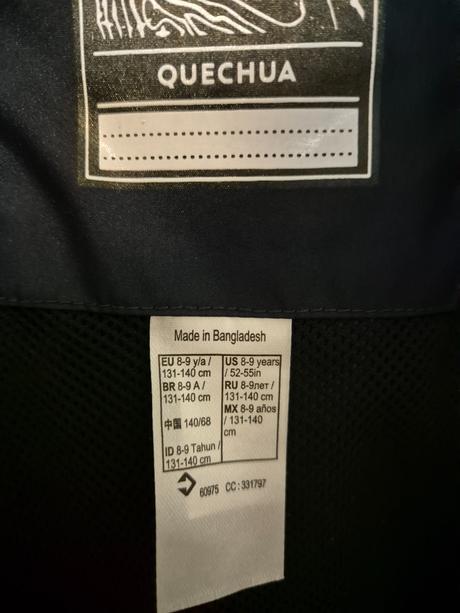 QUECHUA
Made in Bangladesh
EU 8-9 y/a /
131-140 cm
BR 8-9 A /
131-140 cm
中国 140/68
ID 8-9 Tahun /
131-140 cm
US 8-9 years
/ 52-55in
RU 8-9лет /
131-140 cm
MX 8-9 años
/ 131-140
cm
60975 CC : 331797